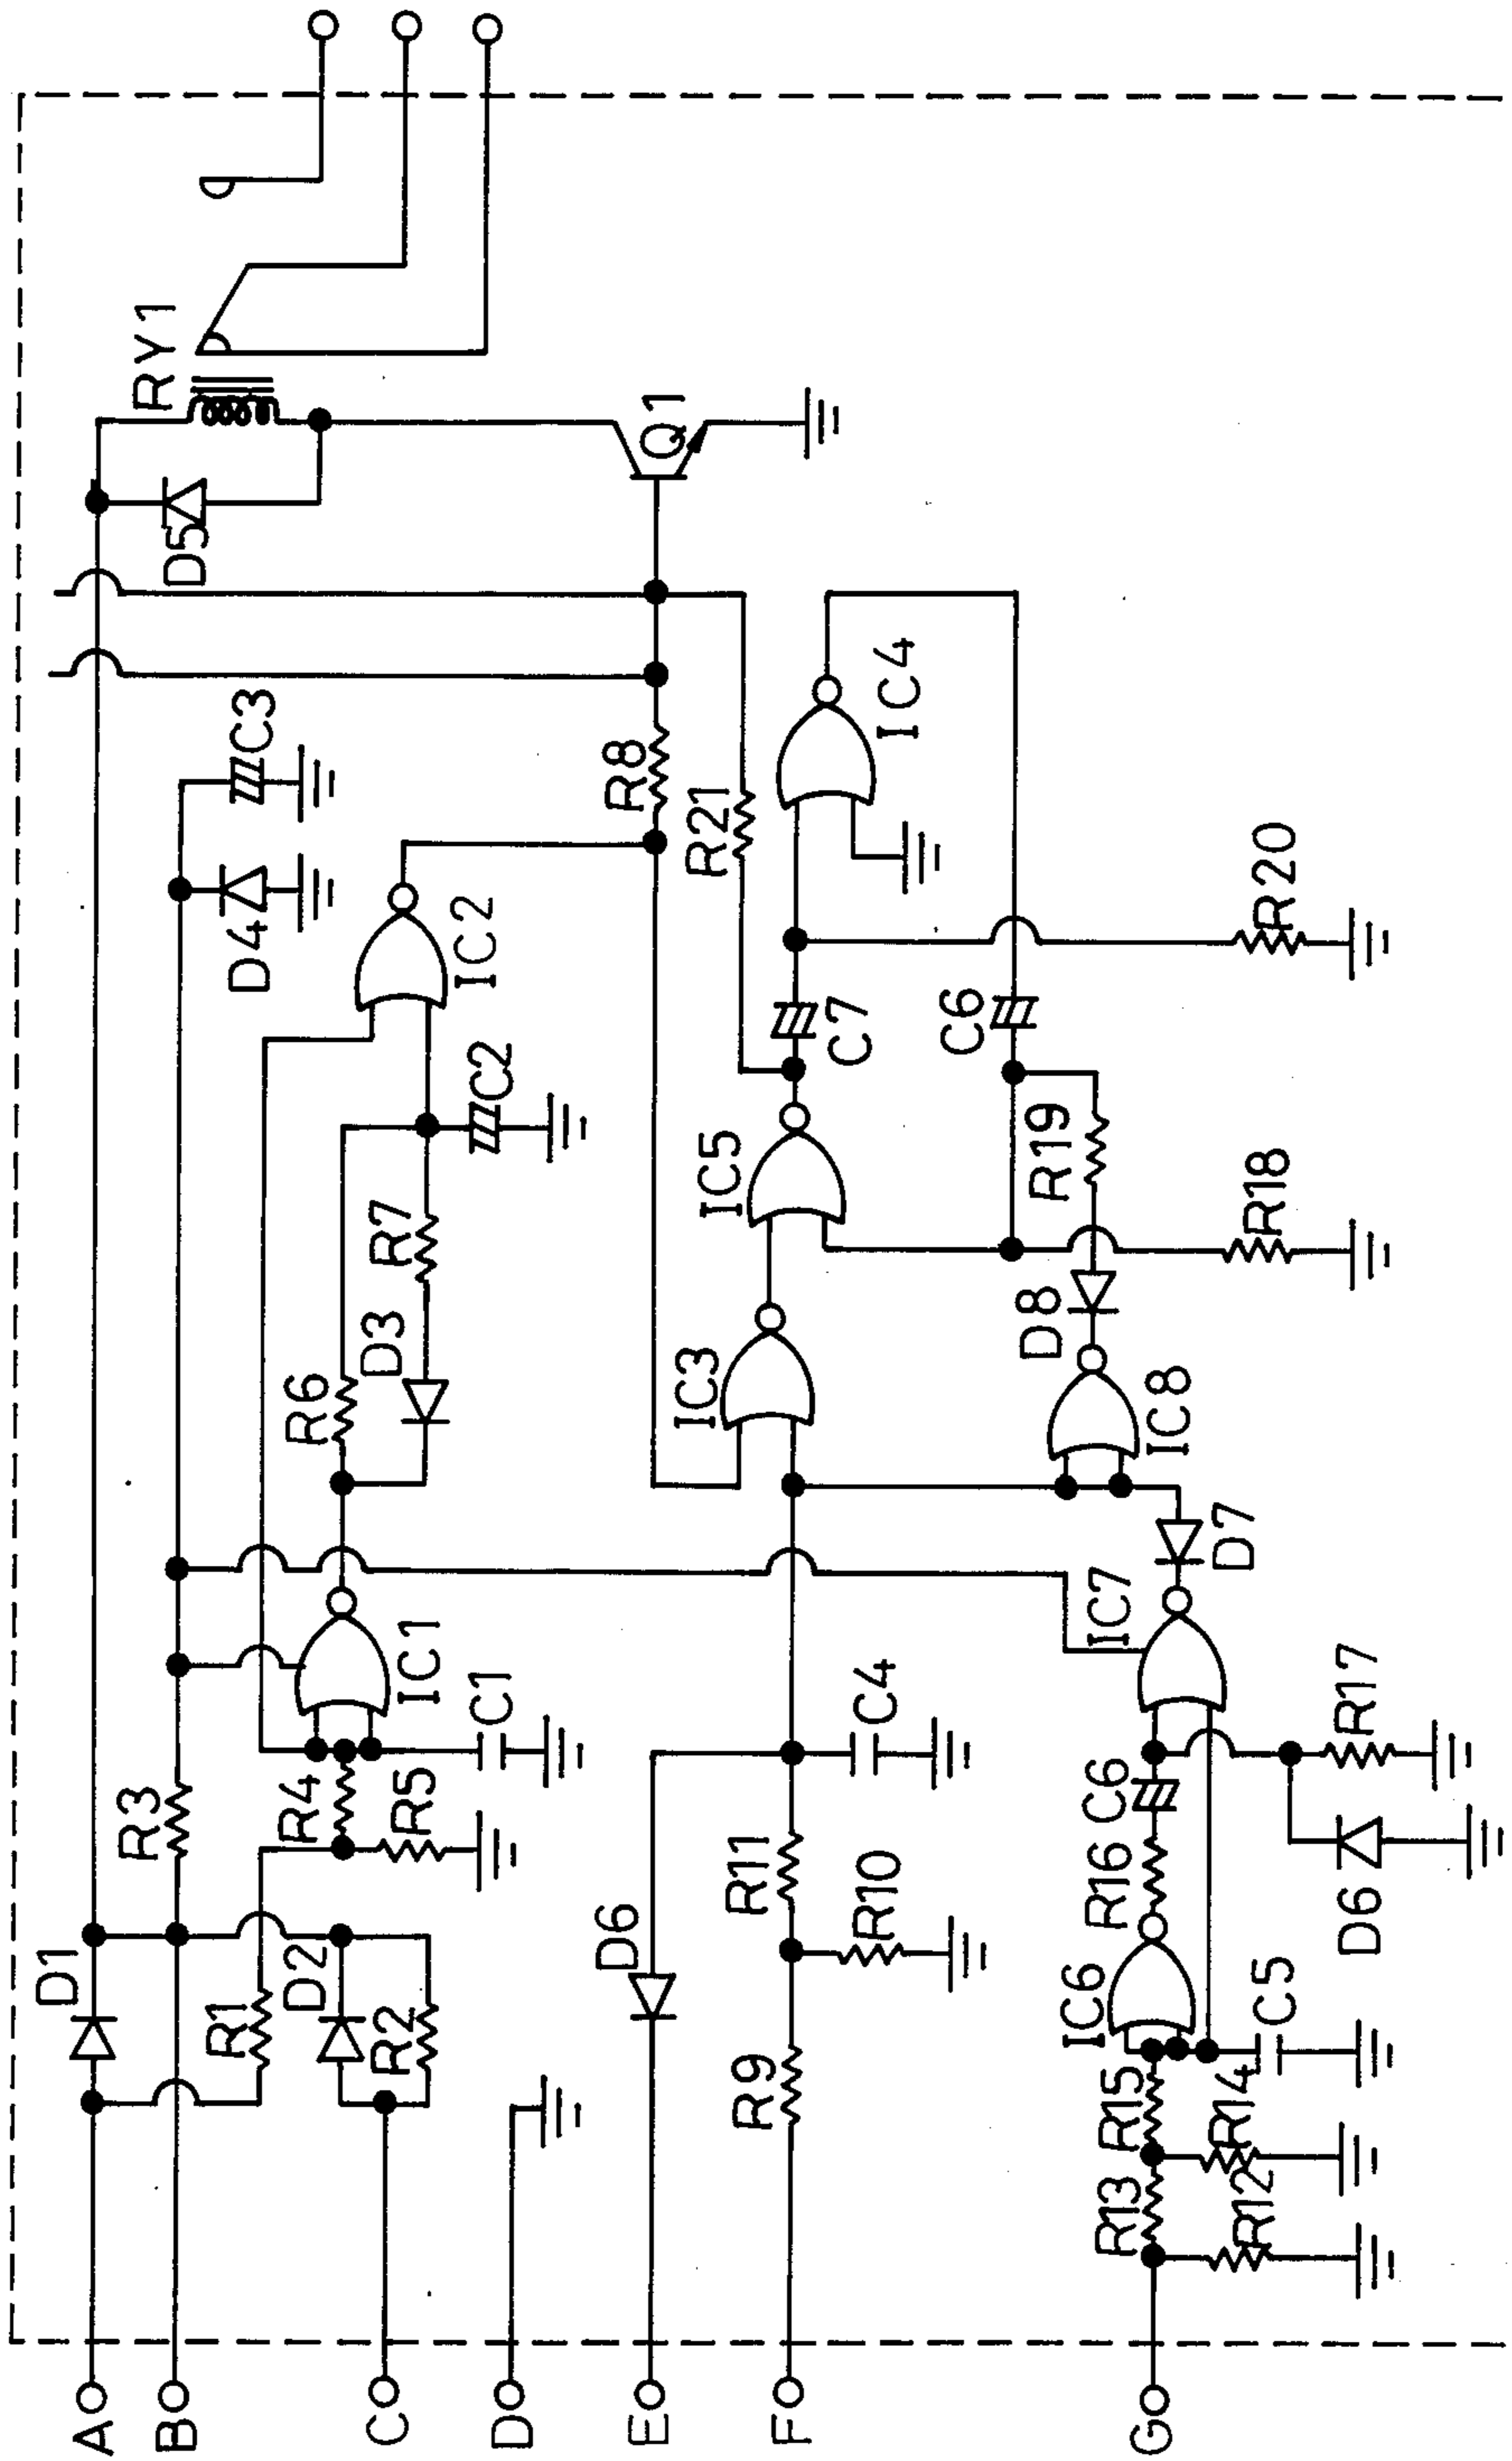 A
B
C
D
E
F
G
D1
R1
D2
R2
R3
R4
R5
IC1
C1
R6
D3
R7
C2
IC2
D4
C3
D5
RY1
Q1
R8
R21
D6
R9
R10
R11
C4
IC3
IC5
C7
IC4
C6
R19
D8
R18
R20
IC8
D7
IC7
R13
R12
R15
R14
IC6
C5
R16
C6
D6
R17